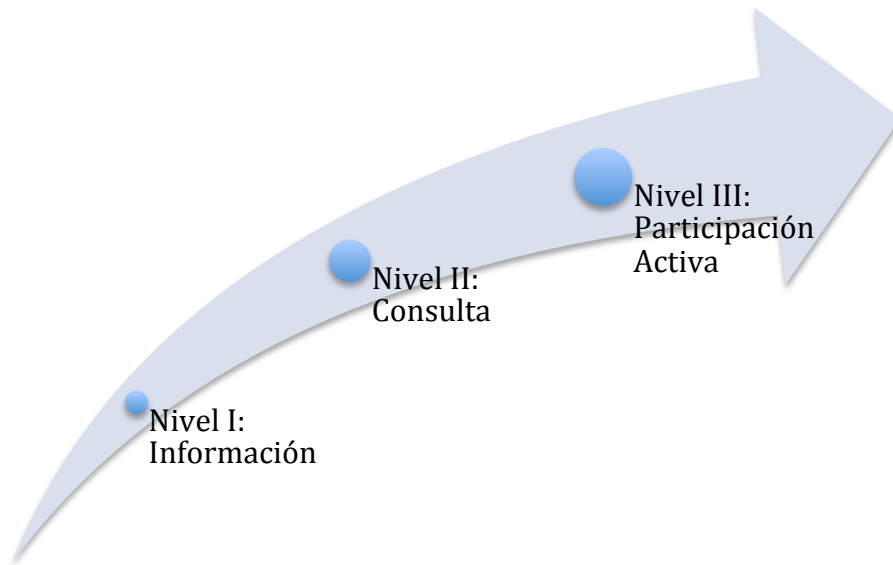 Nivel III:
Participación
Activa
Nivel II:
Consulta
Nivel I:
Información